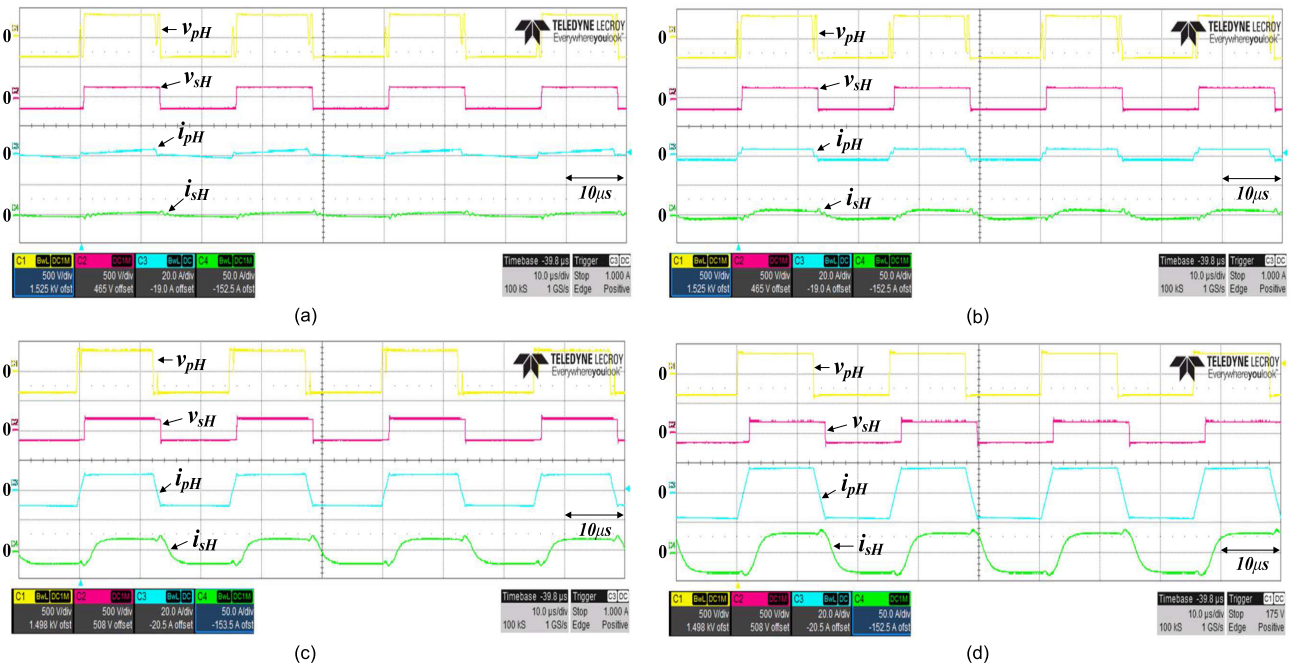 0
v_pH
TELEDYNE LECROY
Everywhereyoulook™
0
v_sH
0
i_pH
10μs
0
i_sH
C1 BwL DC1M C2 DC1M C3 BwL DC C4 BwL DC1M
500 V/div 500 V/div 20.0 A/div 50.0 A/div
1.525 kV ofst 465 V offset -19.0 A offset -152.5 A ofst
Timebase -39.8 µs Trigger C3 DC
10.0 µs/div Stop 1.000 A
100 kS 1 GS/s Edge Positive
(a)
0
v_pH
TELEDYNE LECROY
Everywhereyoulook™
0
v_sH
0
i_pH
10μs
0
i_sH
C1 BwL DC1M C2 DC1M C3 BwL DC C4 BwL DC1M
500 V/div 500 V/div 20.0 A/div 50.0 A/div
1.525 kV ofst 465 V offset -19.0 A offset -152.5 A ofst
Timebase -39.8 µs Trigger C3 DC
10.0 µs/div Stop 1.000 A
100 kS 1 GS/s Edge Positive
(b)
0
v_pH
TELEDYNE LECROY
Everywhereyoulook™
0
v_sH
0
i_pH
10μs
0
i_sH
C1 BwL DC1M C2 DC1M C3 BwL DC C4 BwL DC1M
500 V/div 500 V/div 20.0 A/div 50.0 A/div
1.498 kV ofst 508 V offset -20.5 A offset -153.5 A ofst
Timebase -39.8 µs Trigger C3 DC
10.0 µs/div Stop 1.000 A
100 kS 1 GS/s Edge Positive
(c)
0
v_pH
TELEDYNE LECROY
Everywhereyoulook™
0
v_sH
0
i_pH
0
i_sH
10μs
C1 BwL DC1M C2 DC1M C3 BwL DC C4 BwL DC1M
500 V/div 500 V/div 20.0 A/div 50.0 A/div
1.498 kV ofst 508 V offset -20.5 A offset -152.5 A ofst
Timebase -39.8 µs Trigger C1 DC
10.0 µs/div Stop 175 V
100 kS 1 GS/s Edge Positive
(d)